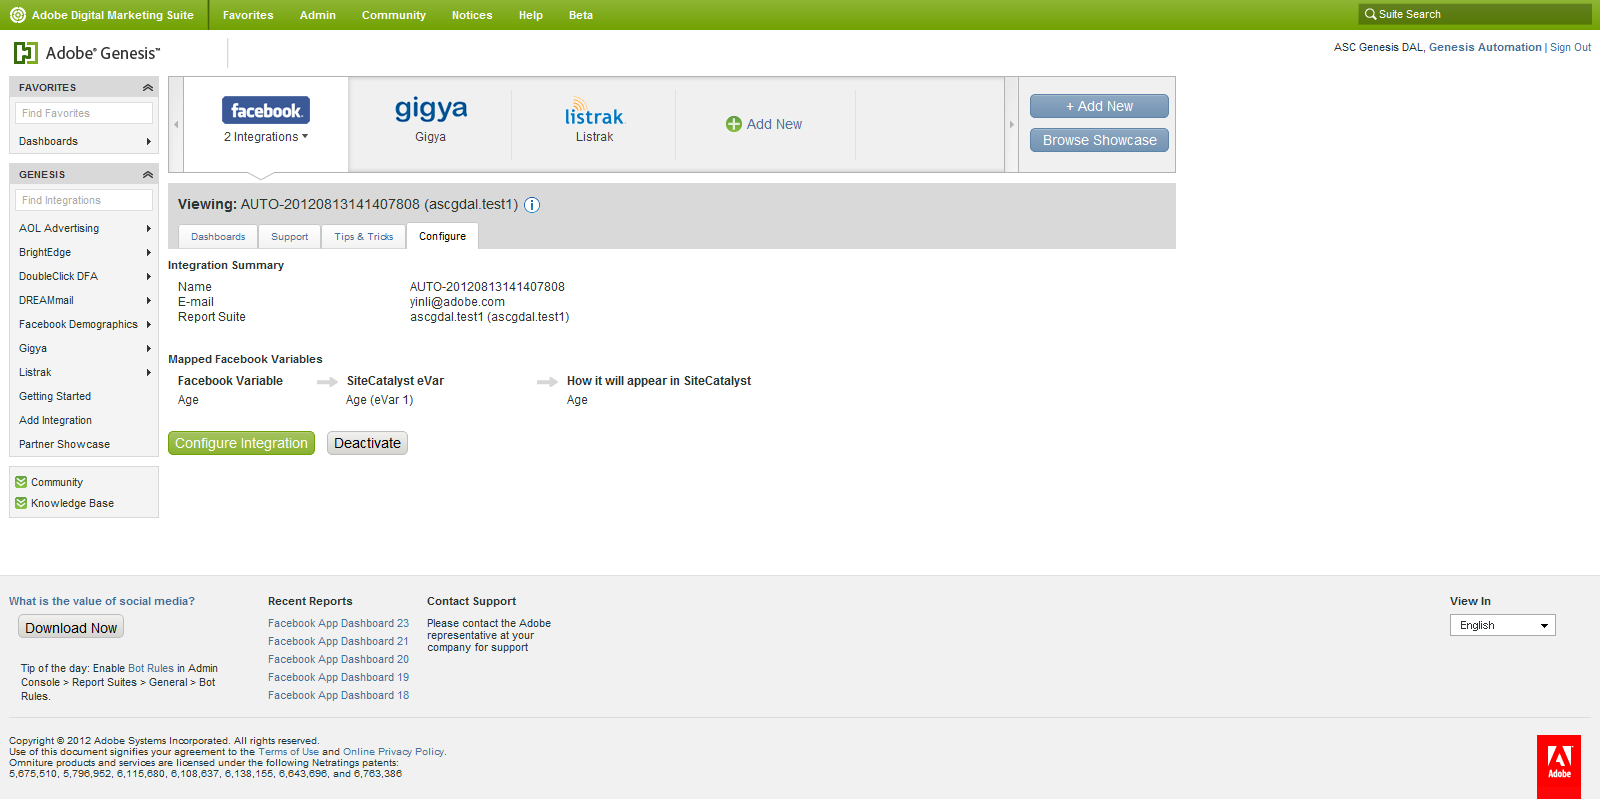 Adobe Digital Marketing Suite
Favorites
Admin
Community
Notices
Help
Beta
Suite Search
Adobe® Genesis™
ASC Genesis DAL, Genesis Automation | Sign Out
FAVORITES
Find Favorites
Dashboards
GENESIS
Find Integrations
AOL Advertising
BrightEdge
DoubleClick DFA
DREAMmail
Facebook Demographics
Gigya
Listrak
Getting Started
Add Integration
Partner Showcase
Community
Knowledge Base
facebook.
2 Integrations
gigya
Gigya
listrak
Listrak
Add New
+ Add New
Browse Showcase
Viewing: AUTO-20120813141407808 (ascgdal.test1)
Dashboards
Support
Tips & Tricks
Configure
Integration Summary
Name AUTO-20120813141407808
E-mail yinli@adobe.com
Report Suite ascgdal.test1 (ascgdal.test1)
Mapped Facebook Variables
Facebook Variable SiteCatalyst eVar How it will appear in SiteCatalyst
Age Age (eVar 1) Age
Configure Integration
Deactivate
What is the value of social media?
Download Now
Tip of the day: Enable Bot Rules in Admin
Console > Report Suites > General > Bot
Rules.
Recent Reports
Facebook App Dashboard 23
Facebook App Dashboard 21
Facebook App Dashboard 20
Facebook App Dashboard 19
Facebook App Dashboard 18
Contact Support
Please contact the Adobe
representative at your
company for support
View In
English
Copyright © 2012 Adobe Systems Incorporated. All rights reserved.
Use of this document signifies your agreement to the Terms of Use and Online Privacy Policy.
Omniture products and services are licensed under the following Netratings patents:
5,675,510, 5,796,952, 6,115,680, 6,108,637, 6,138,155, 6,643,696, and 6,763,386
Adobe